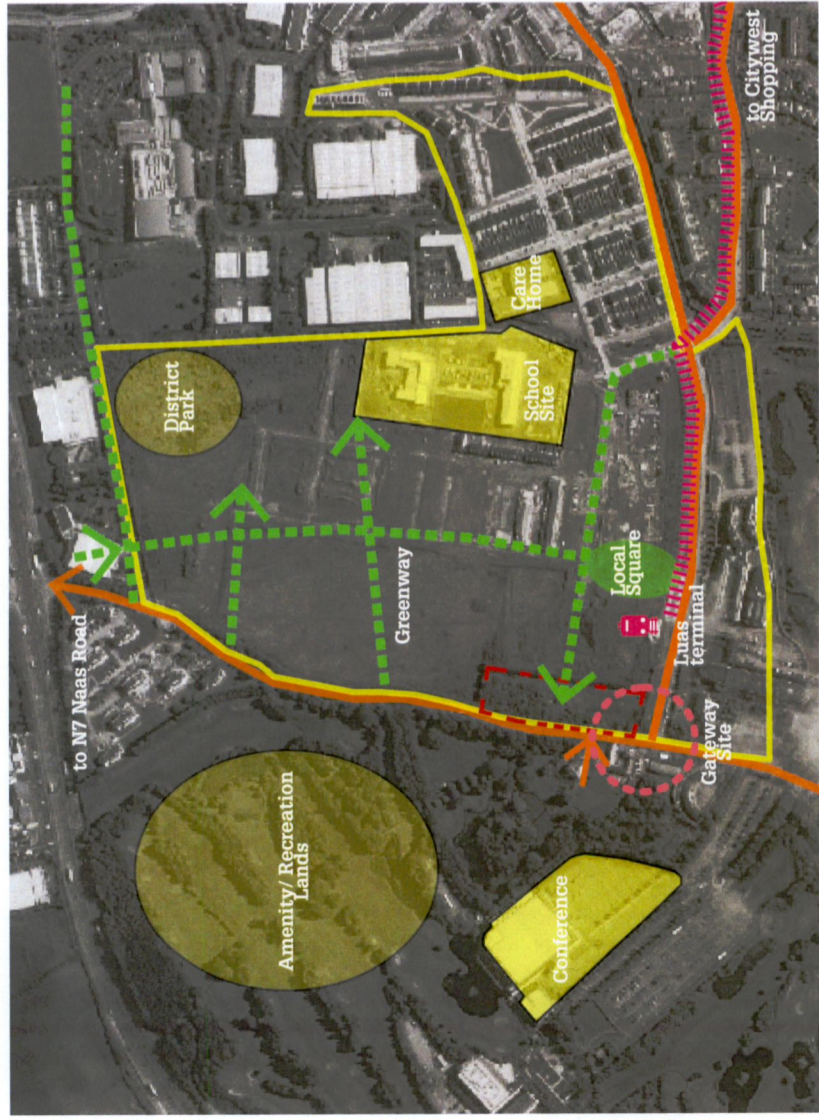 to N7 Naas Road
District
Park
Amenity/ Recreation
Lands
Greenway
Care
Home
School
Site
Conference
Local
Square
Luas
terminal
Gateway
Site
to Citywest
Shopping